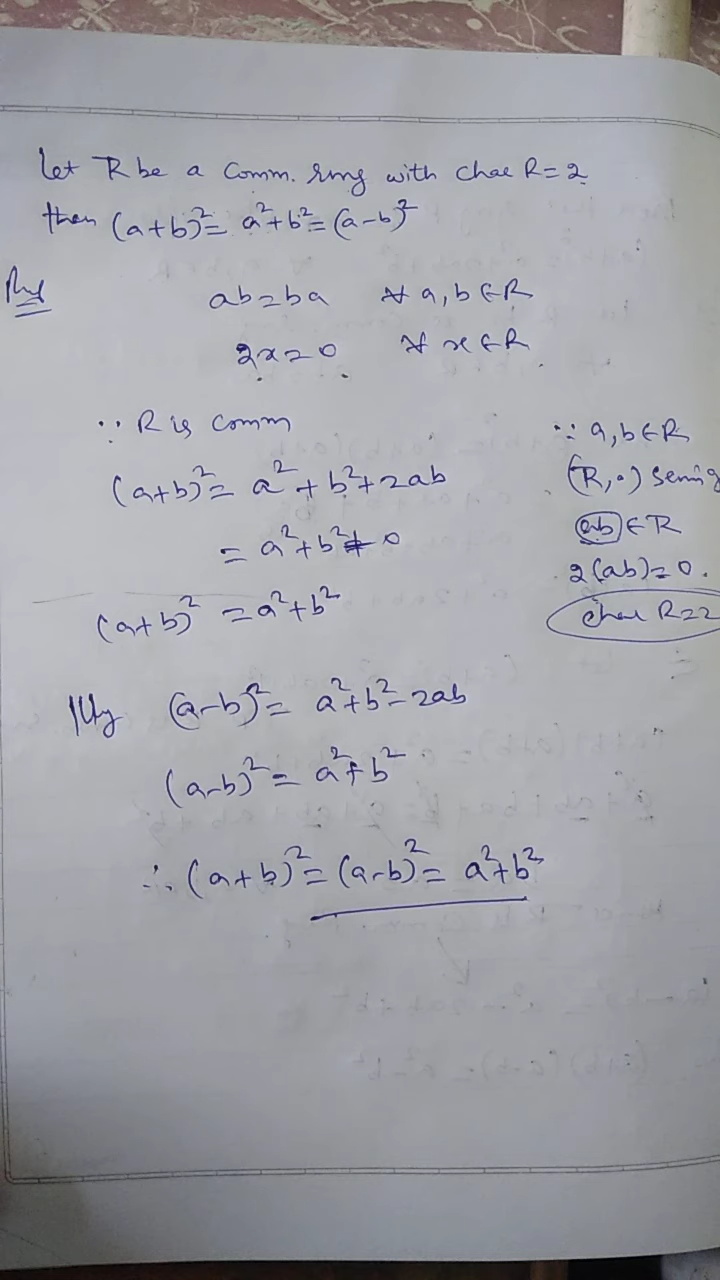 Let R be a Comm. ring with Char R=2
then (a+b)²= a²+b²=(a-b)²
Prf
ab=ba ∀ a,b∈R
2x=0 ∀ x∈R.
∵ R is comm
(a+b)²= a²+b²+2ab
= a²+b²+0
(a+b)² =a²+b²
∵ a,b∈R
(R,•) semig
ab∈R
2(ab)=0.
Char R=2
|||ly (a-b)²= a²+b²-2ab
(a-b)²= a²+b²
∴ (a+b)²=(a-b)²= a²+b²